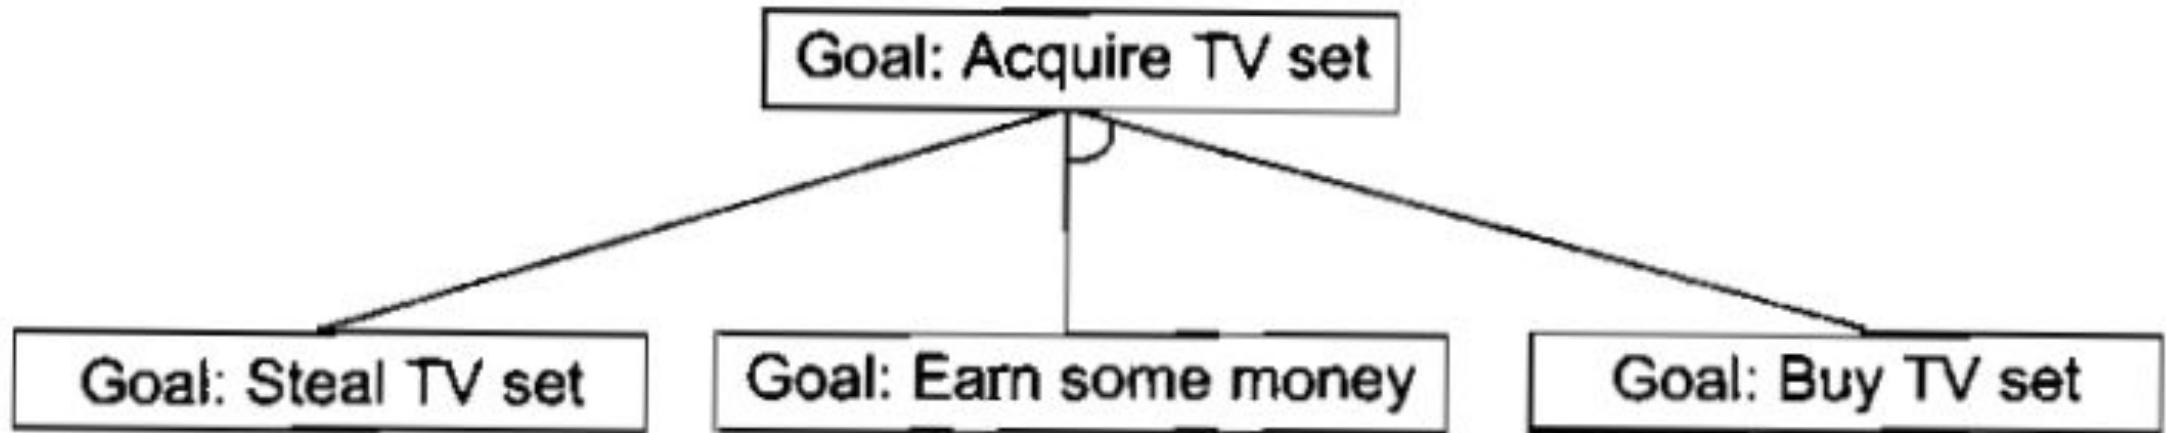 Goal: Acquire TV set
Goal: Steal TV set
Goal: Earn some money
Goal: Buy TV set